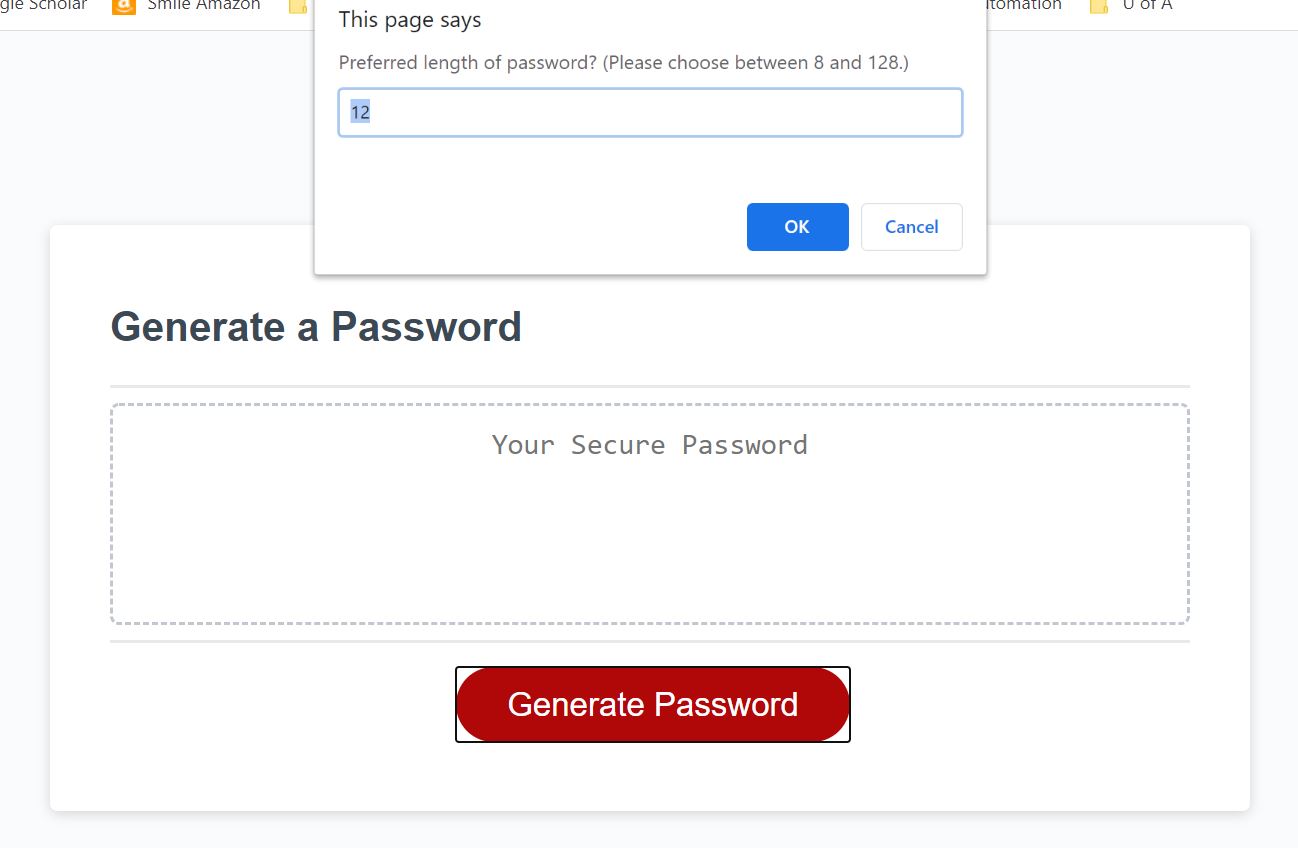 gle Scholar Smile Amazon utomation U of A
This page says
Preferred length of password? (Please choose between 8 and 128.)
12
OK Cancel
Generate a Password
Your Secure Password
Generate Password